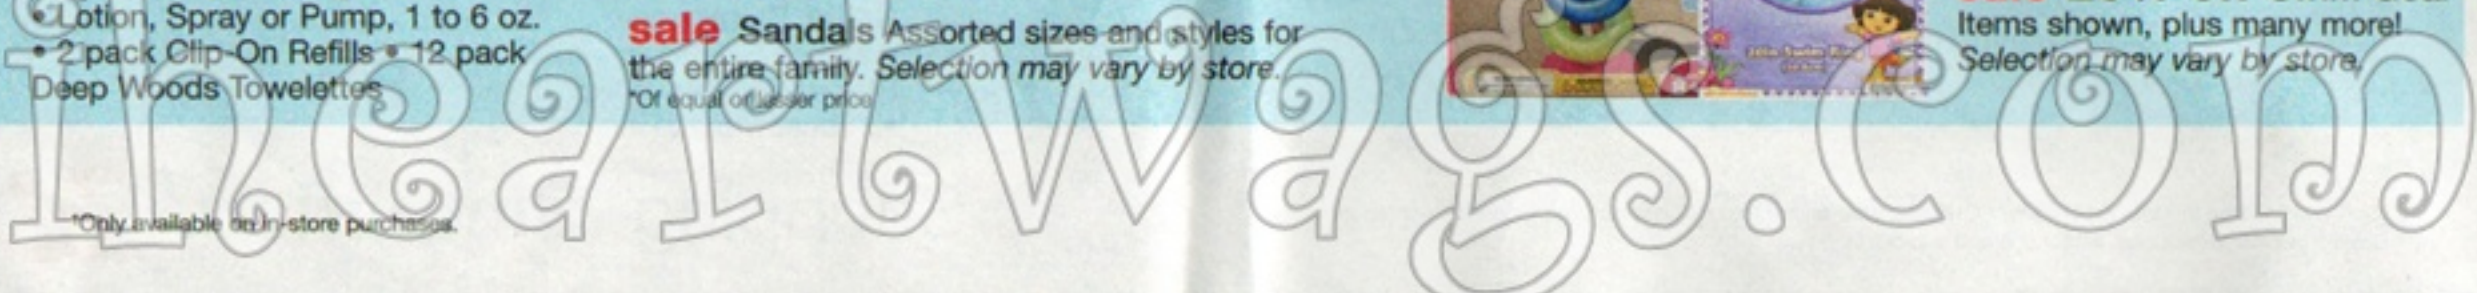 • Lotion, Spray or Pump, 1 to 6 oz.
• 2 pack Clip-On Refills • 12 pack
Deep Woods Towelettes
sale Sandals Assorted sizes and styles for
the entire family. Selection may vary by store.
*Of equal or lesser price
Items shown, plus many more!
Selection may vary by store.
*Only available on in-store purchases.
iheartwags.com